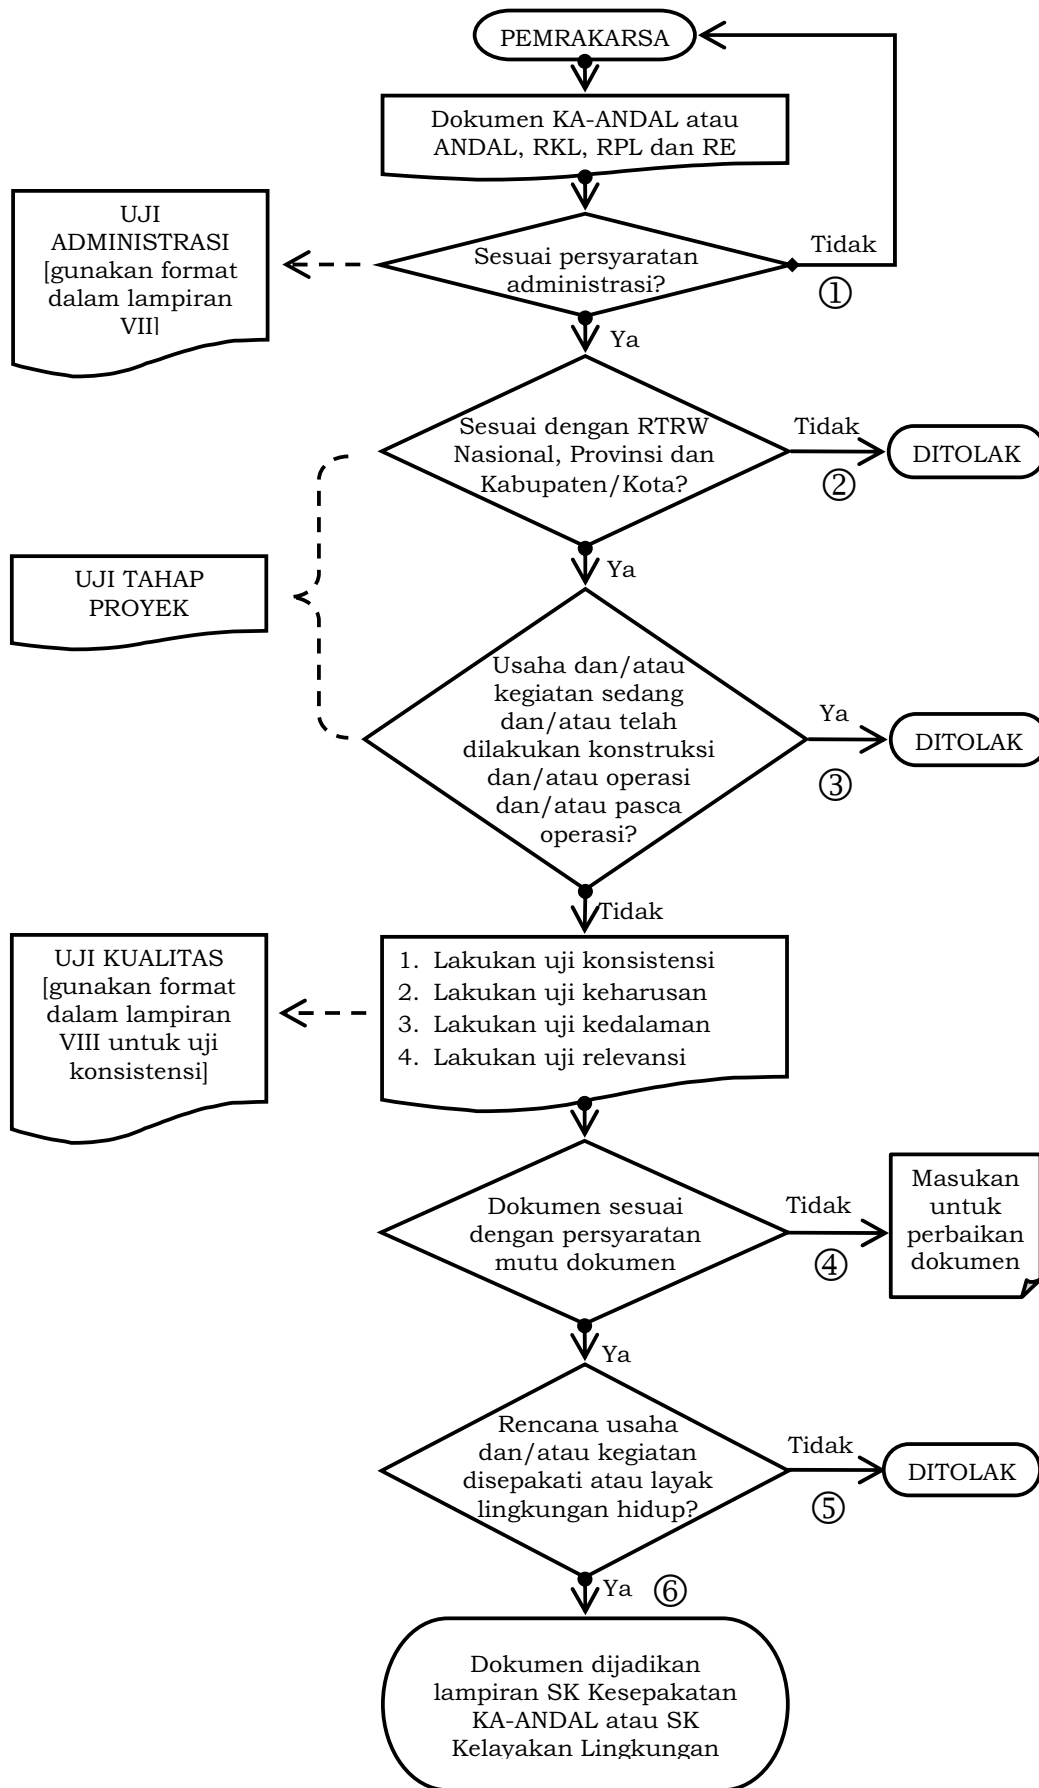 PEMRAKARSA
Dokumen KA-ANDAL atau
ANDAL, RKL, RPL dan RE
UJI
ADMINISTRASI
[gunakan format
dalam lampiran
VII]
Sesuai persyaratan
administrasi?
Tidak
①
Ya
Sesuai dengan RTRW
Nasional, Provinsi dan
Kabupaten/Kota?
Tidak
②
DITOLAK
Ya
UJI TAHAP
PROYEK
Usaha dan/atau
kegiatan sedang
dan/atau telah
dilakukan konstruksi
dan/atau operasi
dan/atau pasca
operasi?
Ya
③
DITOLAK
Tidak
UJI KUALITAS
[gunakan format
dalam lampiran
VIII untuk uji
konsistensi]
1. Lakukan uji konsistensi
2. Lakukan uji keharusan
3. Lakukan uji kedalaman
4. Lakukan uji relevansi
Dokumen sesuai
dengan persyaratan
mutu dokumen
Tidak
④
Masukan
untuk
perbaikan
dokumen
Ya
Rencana usaha
dan/atau kegiatan
disepakati atau layak
lingkungan hidup?
Tidak
⑤
DITOLAK
Ya ⑥
Dokumen dijadikan
lampiran SK Kesepakatan
KA-ANDAL atau SK
Kelayakan Lingkungan